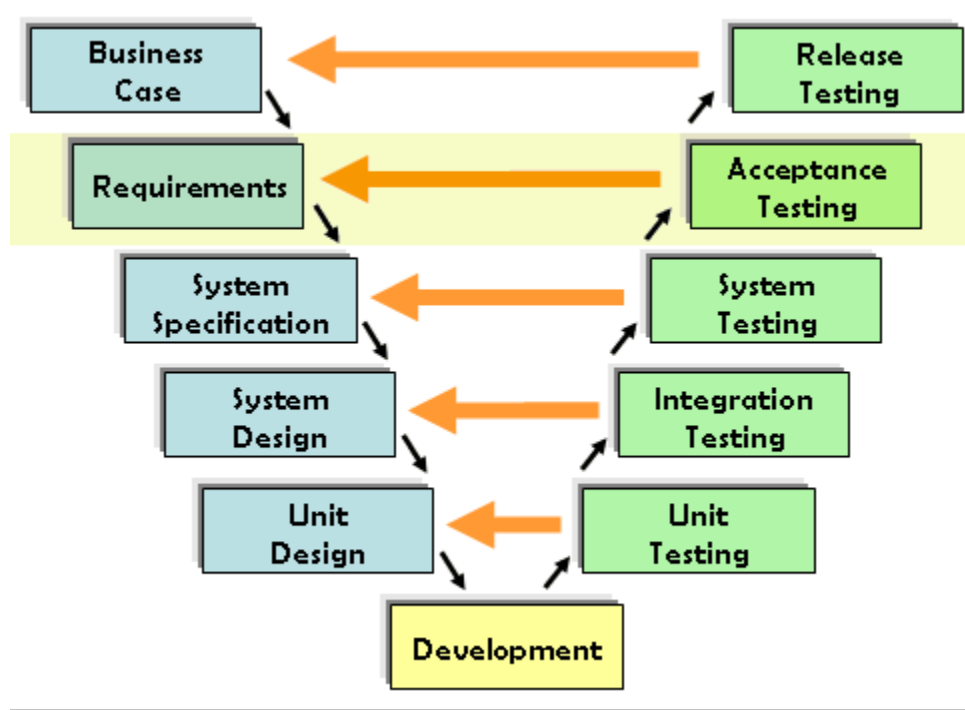 Business
Case
Release
Testing
Requirements
Acceptance
Testing
System
Specification
System
Testing
System
Design
Integration
Testing
Unit
Design
Unit
Testing
Development